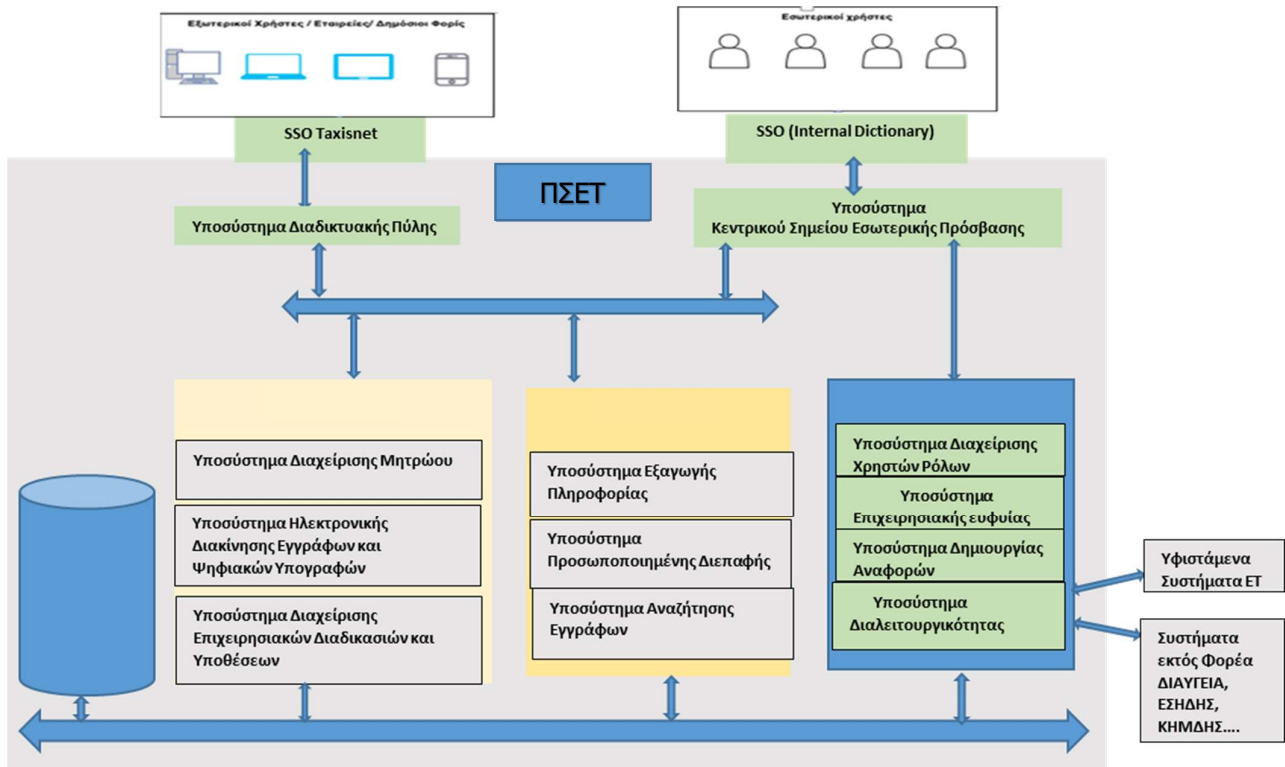 Εξωτερικοί Χρήστες / Εταιρείες/ Δημόσιοι Φορίς
Εσωτερικοί χρήστες
SSO Taxisnet
SSO (Internal Dictionary)
ΠΣΕΤ
Υποσύστημα Διαδικτυακής Πύλης
Υποσύστημα
Κεντρικού Σημείου Εσωτερικής Πρόσβασης
Υποσύστημα Διαχείρισης Μητρώου
Υποσύστημα Ηλεκτρονικής
Διακίνησης Εγγράφων και
Ψηφιακών Υπογραφών
Υποσύστημα Διαχείρισης
Επιχειρησιακών Διαδικασιών και
Υποθέσεων
Υποσύστημα Εξαγωγής
Πληροφορίας
Υποσύστημα
Προσωποποιημένης Διεπαφής
Υποσύστημα Αναζήτησης
Εγγράφων
Υποσύστημα Διαχείρισης
Χρηστών Ρόλων
Υποσύστημα
Επιχειρησιακής ευφυίας
Υποσύστημα Δημιουργίας
Αναφορών
Υποσύστημα
Διαλειτουργικότητας
Υφιστάμενα
Συστήματα ΕΤ
Συστήματα
εκτός Φορέα
ΔΙΑΥΓΕΙΑ,
ΕΣΗΔΗΣ,
ΚΗΜΔΗΣ....